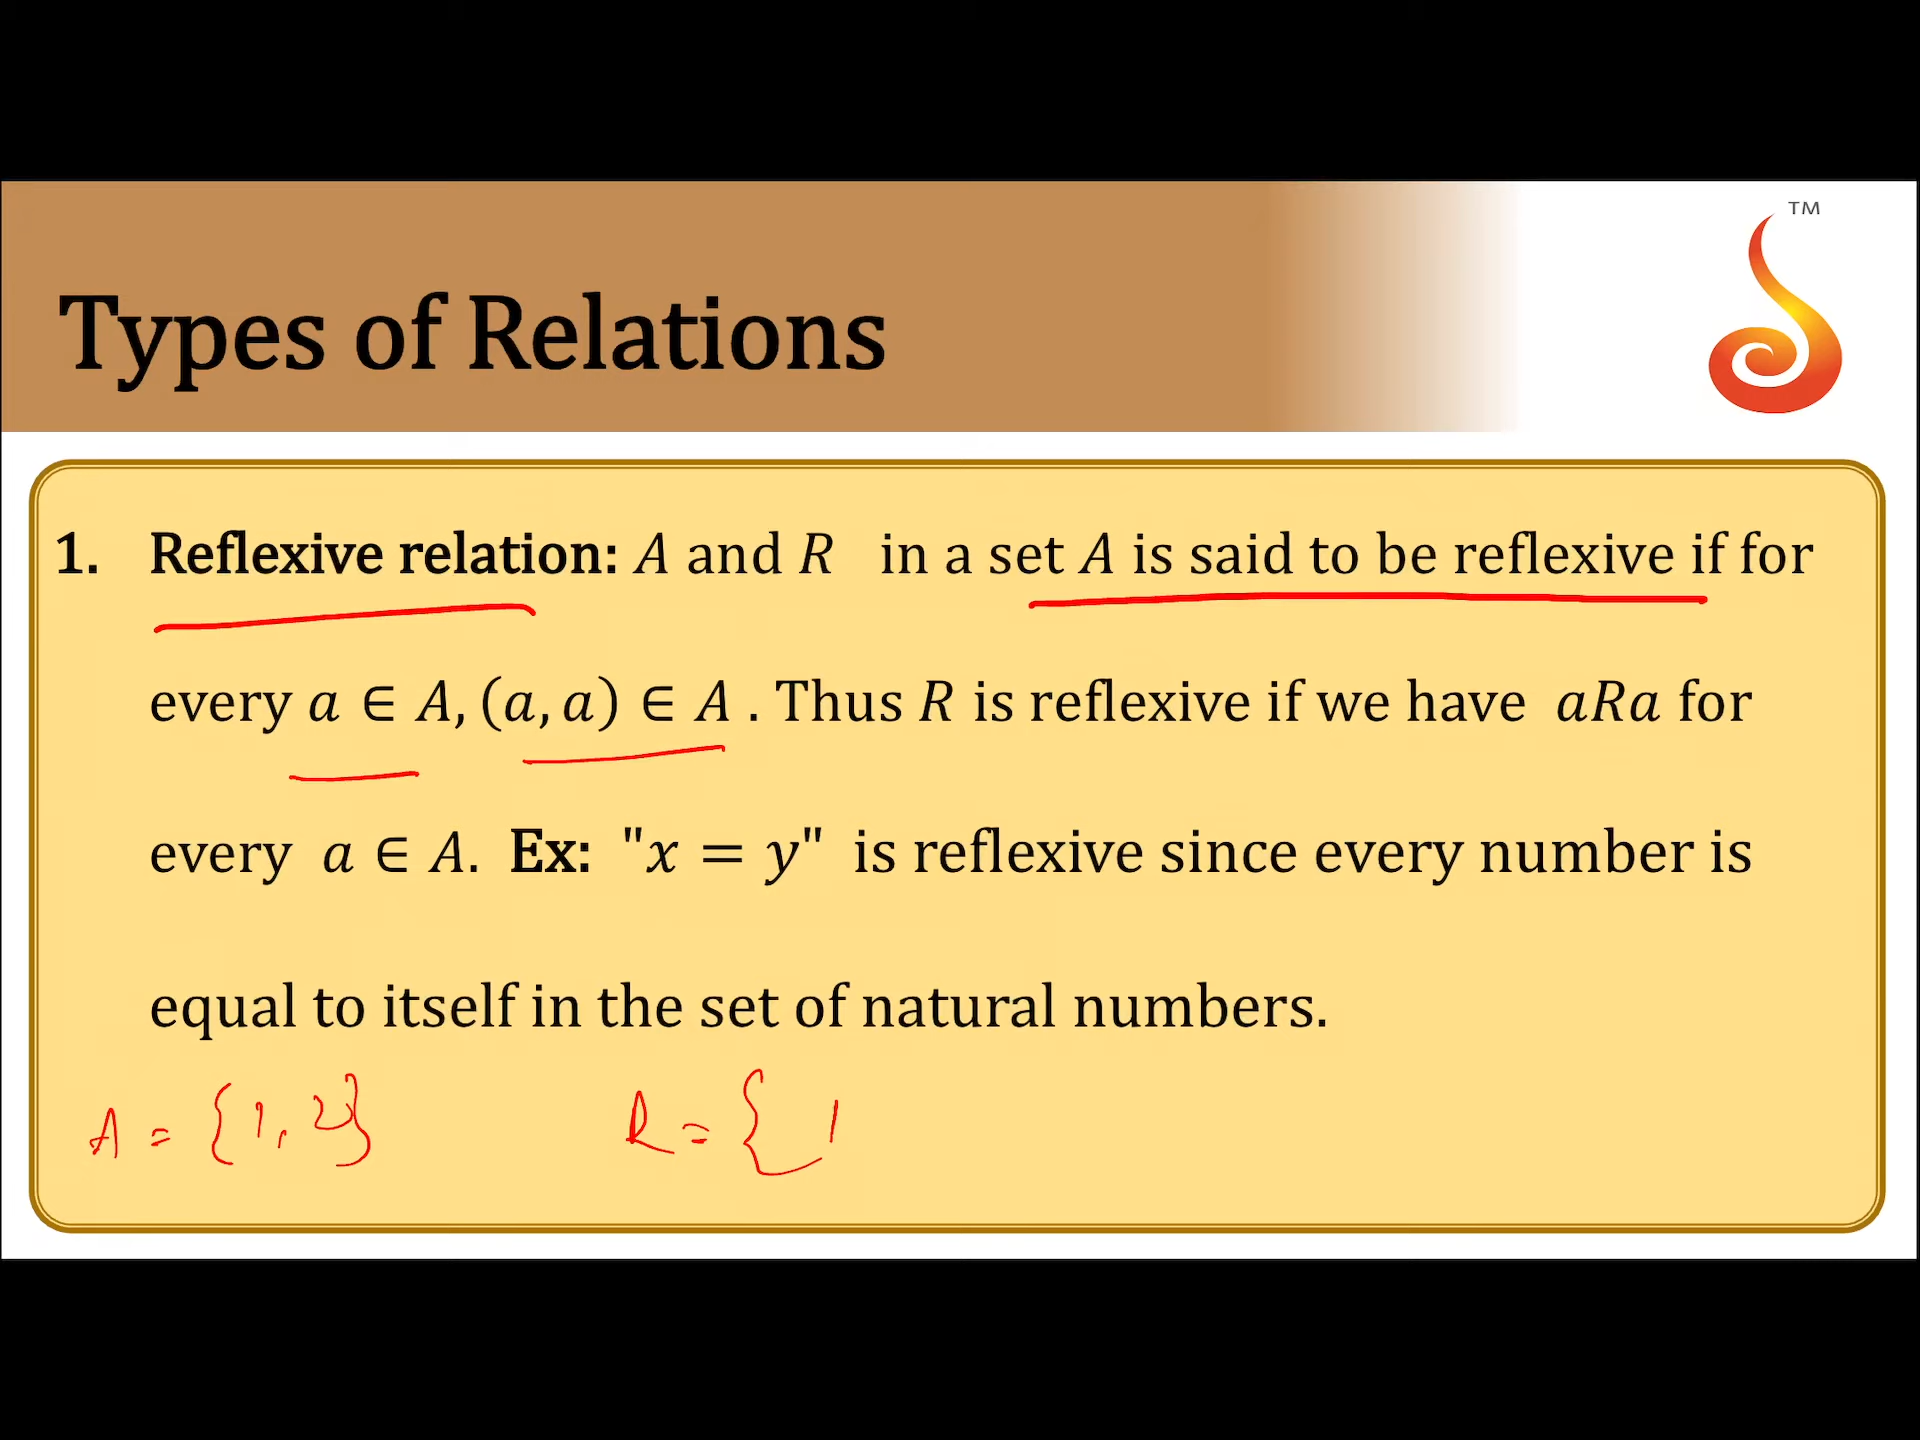 TM
Types of Relations
1. Reflexive relation: A and R in a set A is said to be reflexive if for
every a ∈ A, (a, a) ∈ A . Thus R is reflexive if we have aRa for
every a ∈ A. Ex: "x = y" is reflexive since every number is
equal to itself in the set of natural numbers.
A = {1, 2} R = { 1